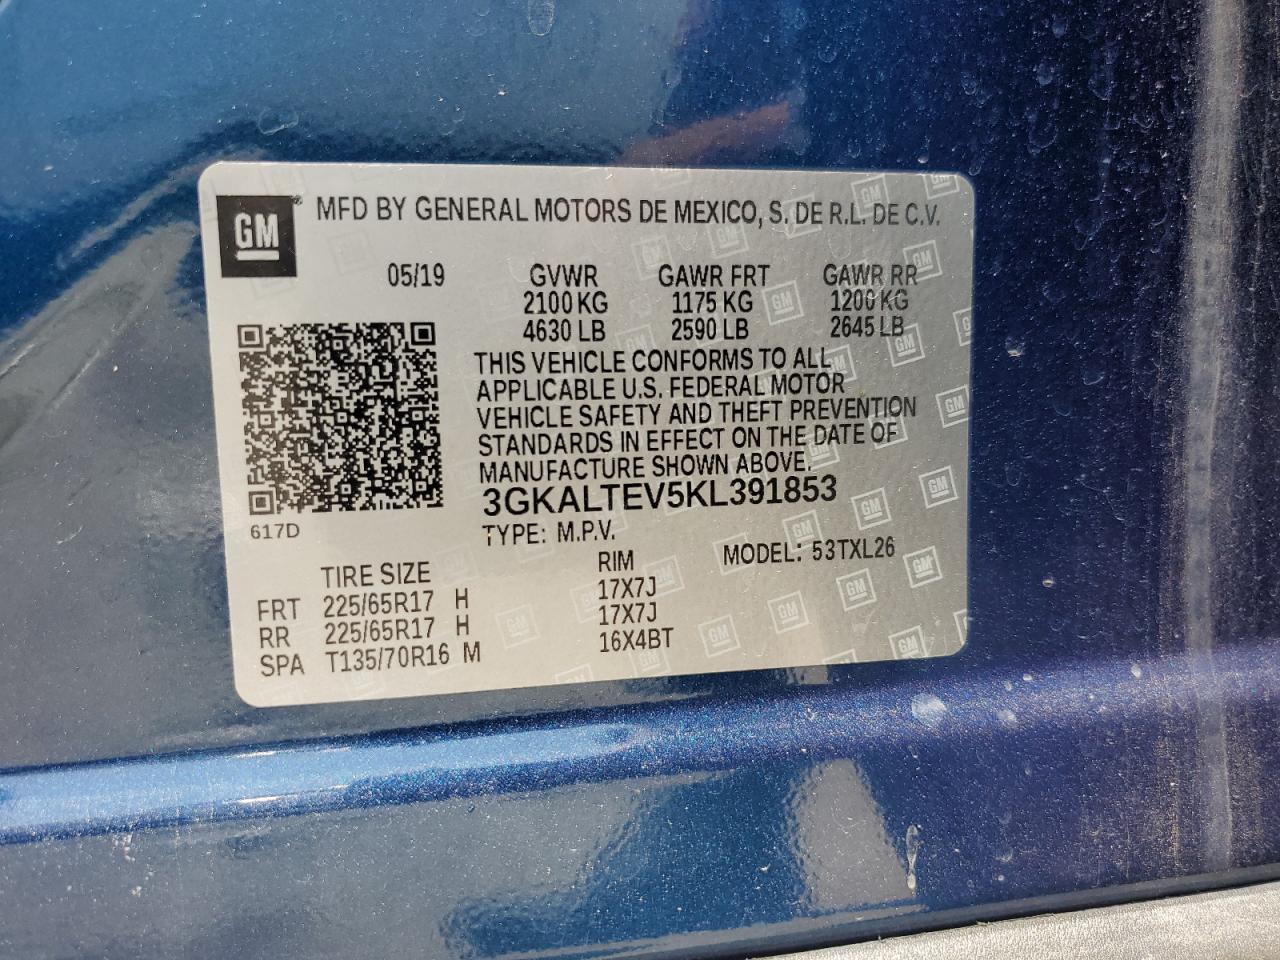 GM® MFD BY GENERAL MOTORS DE MEXICO, S. DE R.L. DE C.V.
05/19 GVWR GAWR FRT GAWR RR
2100 KG 1175 KG 1200 KG
4630 LB 2590 LB 2645 LB
THIS VEHICLE CONFORMS TO ALL
APPLICABLE U.S. FEDERAL MOTOR
VEHICLE SAFETY AND THEFT PREVENTION
STANDARDS IN EFFECT ON THE DATE OF
MANUFACTURE SHOWN ABOVE.
3GKALTEV5KL391853
617D TYPE: M.P.V.
MODEL: 53TXL26
TIRE SIZE RIM
FRT 225/65R17 H 17X7J
RR 225/65R17 H 17X7J
SPA T135/70R16 M 16X4BT